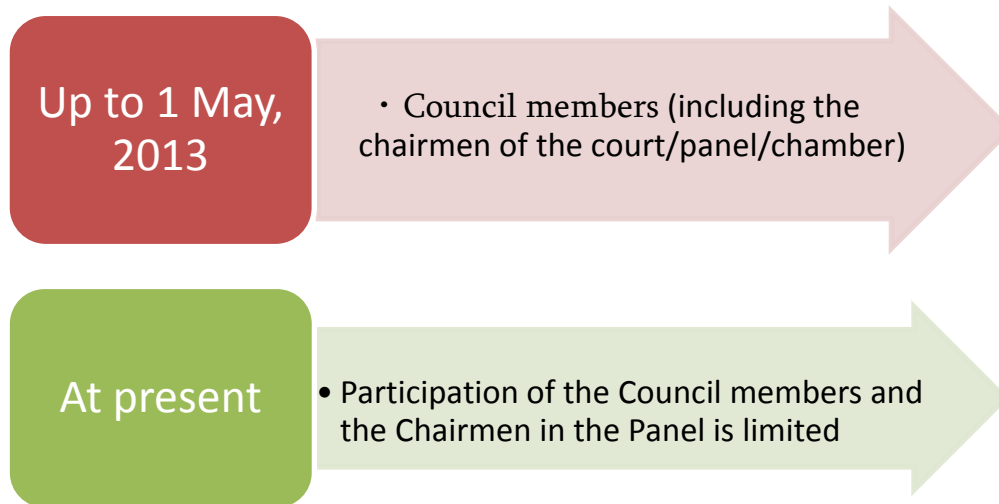 Up to 1 May,
2013
· Council members (including the
chairmen of the court/panel/chamber)
At present
• Participation of the Council members and
the Chairmen in the Panel is limited